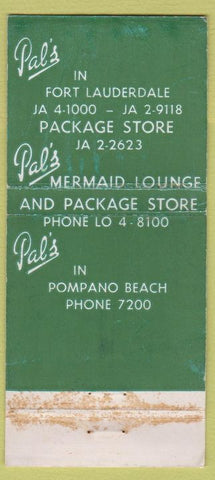 Pal's
IN
FORT LAUDERDALE
JA 4-1000 - JA 2-9118
PACKAGE STORE
JA 2-2623
Pal's
MERMAID LOUNGE
AND PACKAGE STORE
PHONE LO 4-8100
Pal's
IN
POMPANO BEACH
PHONE 7200